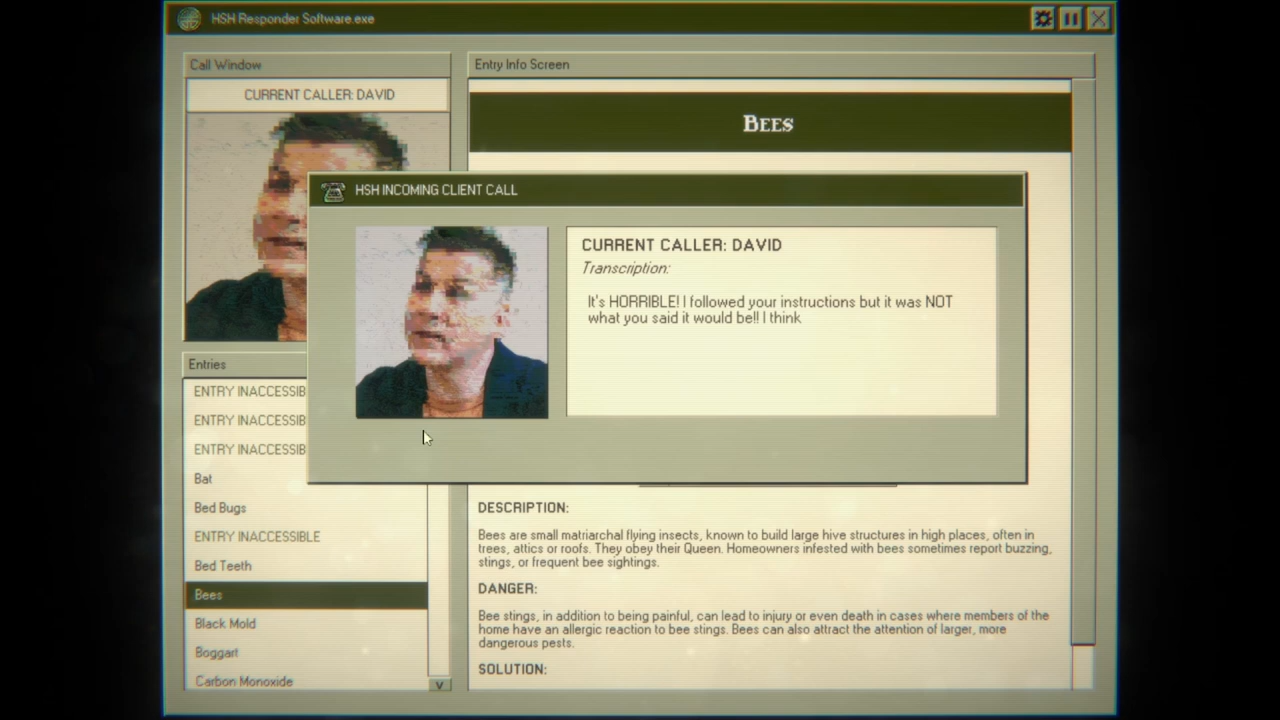 HSH Responder Software.exe
Call Window
CURRENT CALLER: DAVID
Entries
ENTRY INACCESSIB
ENTRY INACCESSIB
ENTRY INACCESSIB
Bat
Bed Bugs
ENTRY INACCESSIBLE
Bed Teeth
Bees
Black Mold
Boggart
Carbon Monoxide
V
Entry Info Screen
BEES
HSH INCOMING CLIENT CALL
CURRENT CALLER: DAVID
Transcription:
It's HORRIBLE! I followed your instructions but it was NOT
what you said it would be!! I think
DESCRIPTION:
Bees are small matriarchal flying insects, known to build large hive structures in high places, often in
trees, attics or roofs. They obey their Queen. Homeowners infested with bees sometimes report buzzing,
stings, or frequent bee sightings.
DANGER:
Bee stings, in addition to being painful, can lead to injury or even death in cases where members of the
home have an allergic reaction to bee stings. Bees can also attract the attention of larger, more
dangerous pests.
SOLUTION: